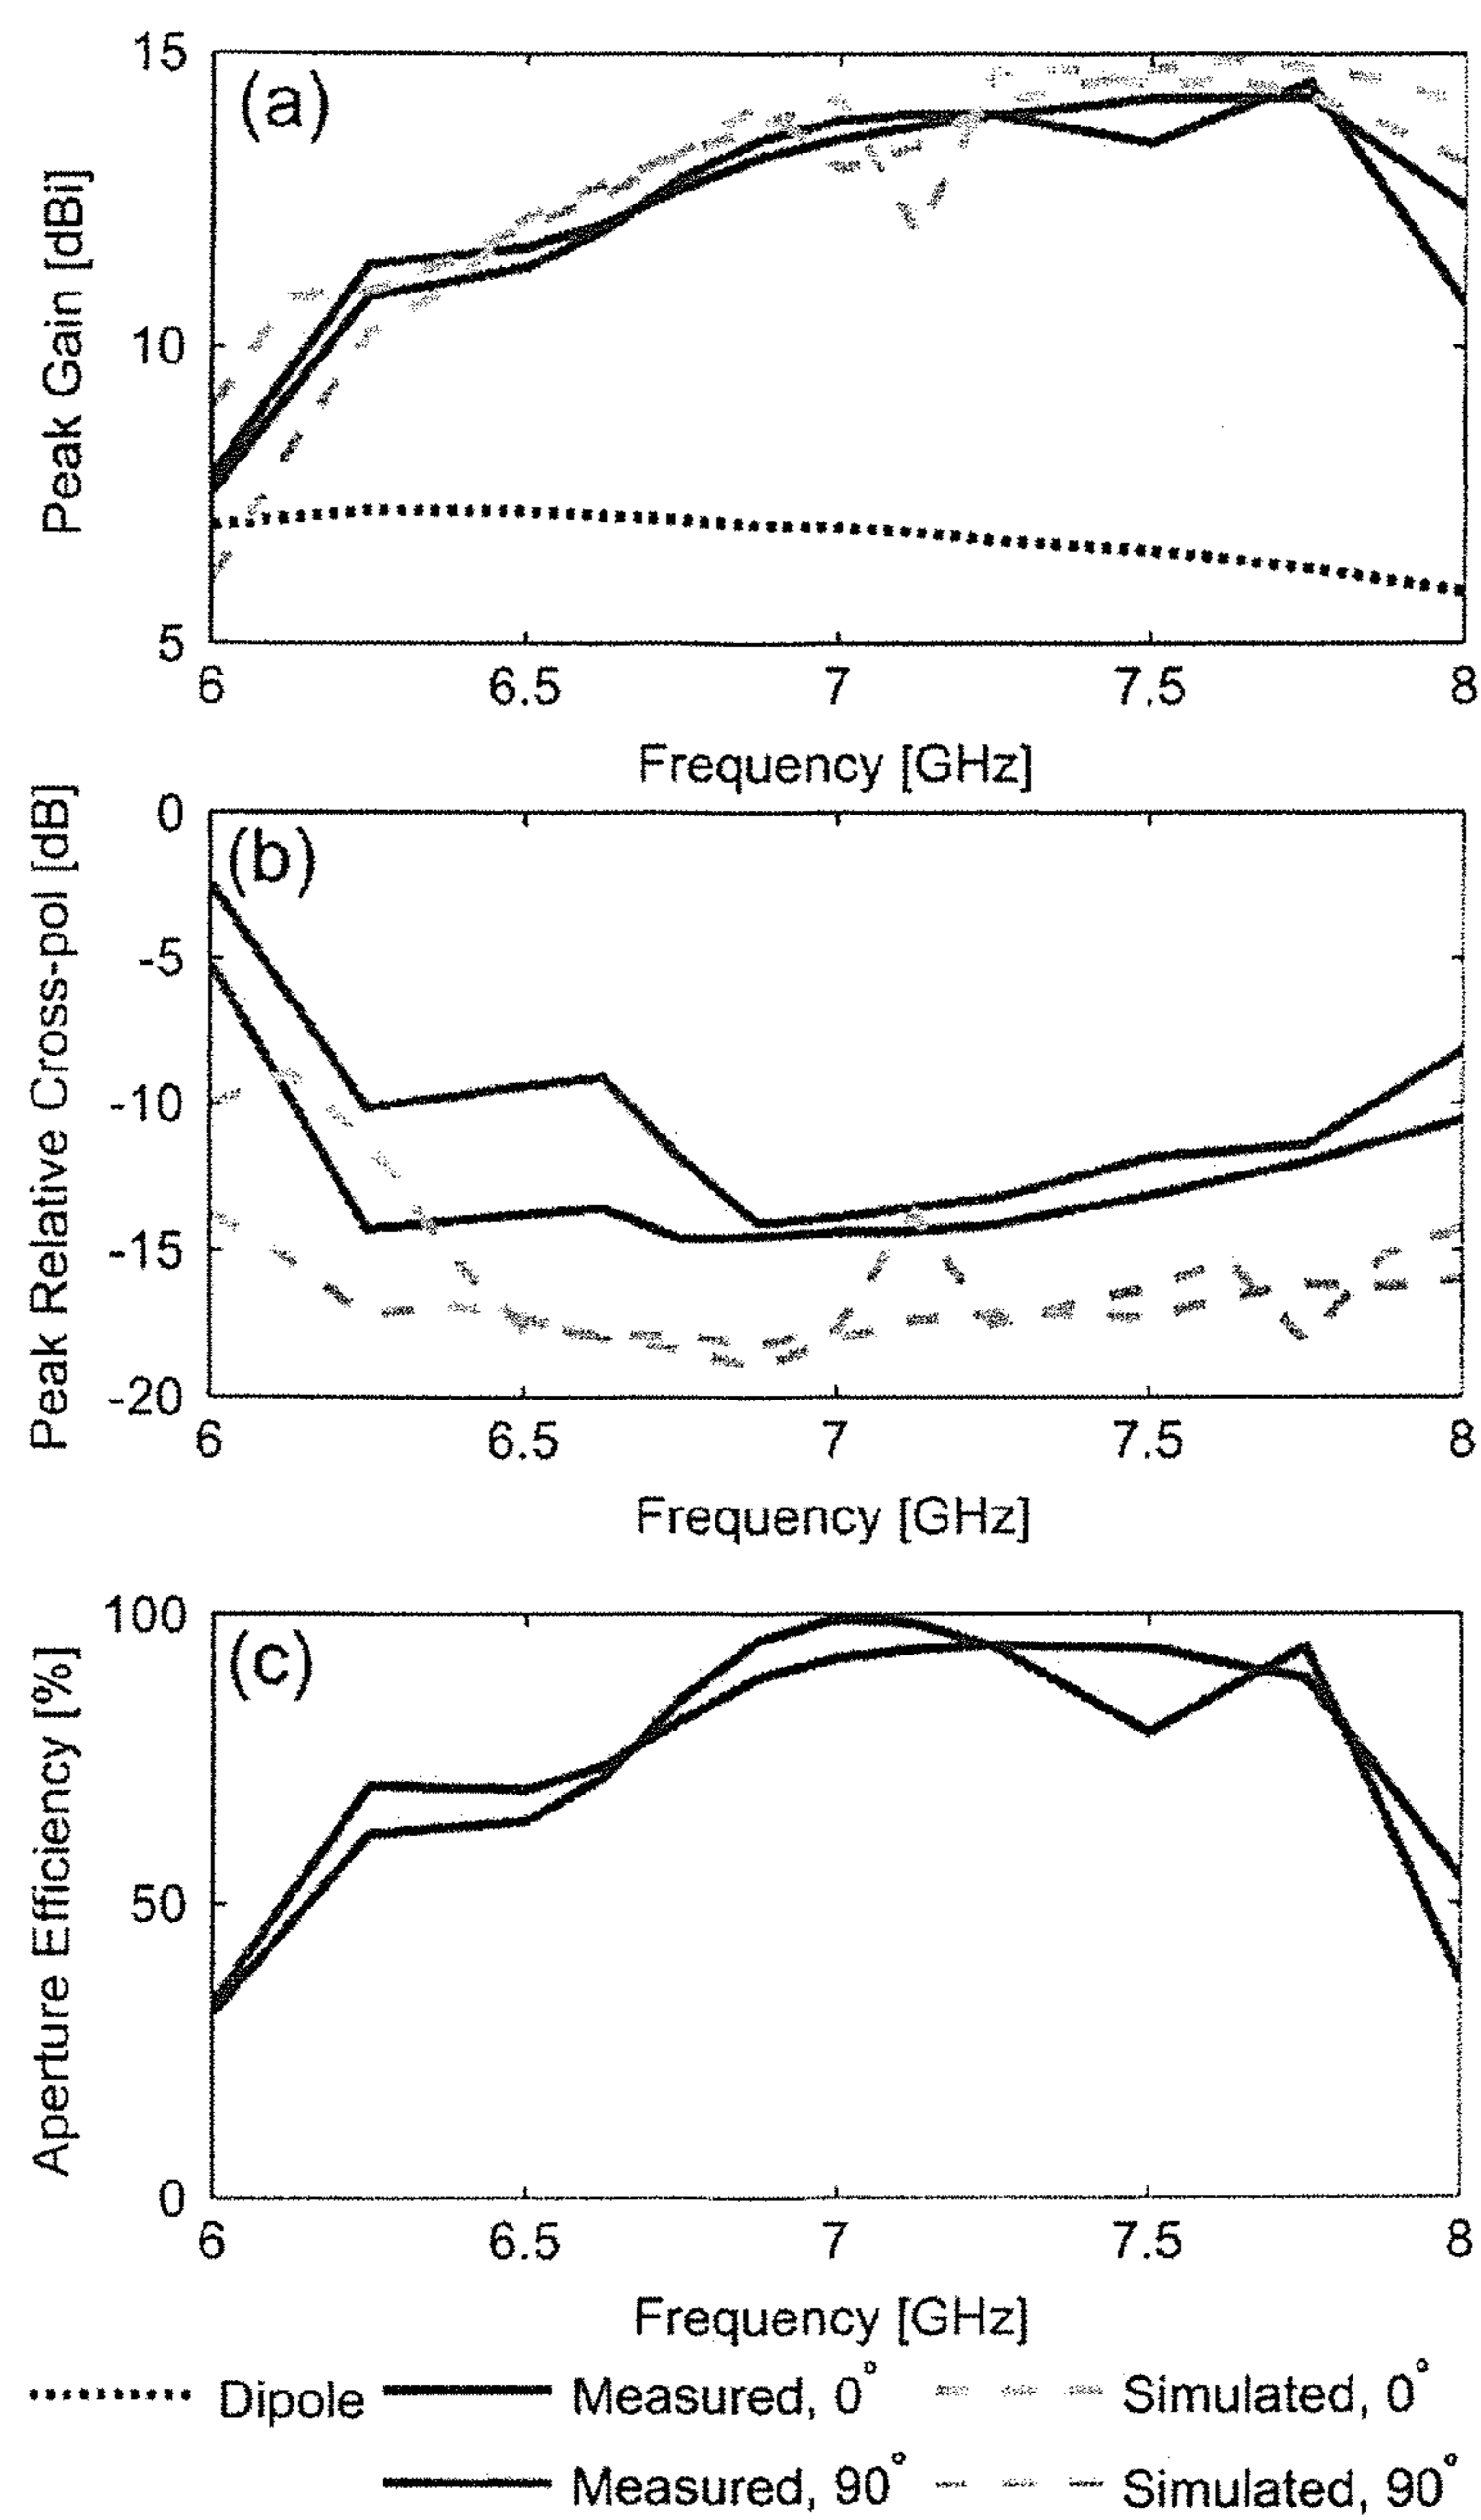 15
(a)
Peak Gain [dBi]
10
5
6 6.5 7 7.5 8
Frequency [GHz]
0
(b)
Peak Relative Cross-pol [dB]
-5
-10
-15
-20
6 6.5 7 7.5 8
Frequency [GHz]
100
(c)
Aperture Efficiency [%]
50
0
6 6.5 7 7.5 8
Frequency [GHz]
Dipole Measured, 0° Simulated, 0°
Measured, 90° Simulated, 90°